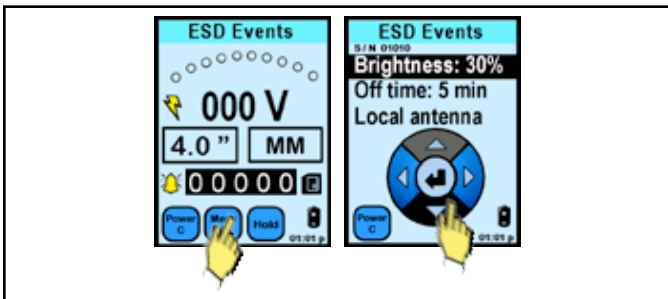 ESD Events
000 V
4.0 ” MM
00000
Power
C
Hold
01:01 p
ESD Events
S/N 01010
Brightness: 30%
Off time: 5 min
Local antenna
Power
C
01:01 p